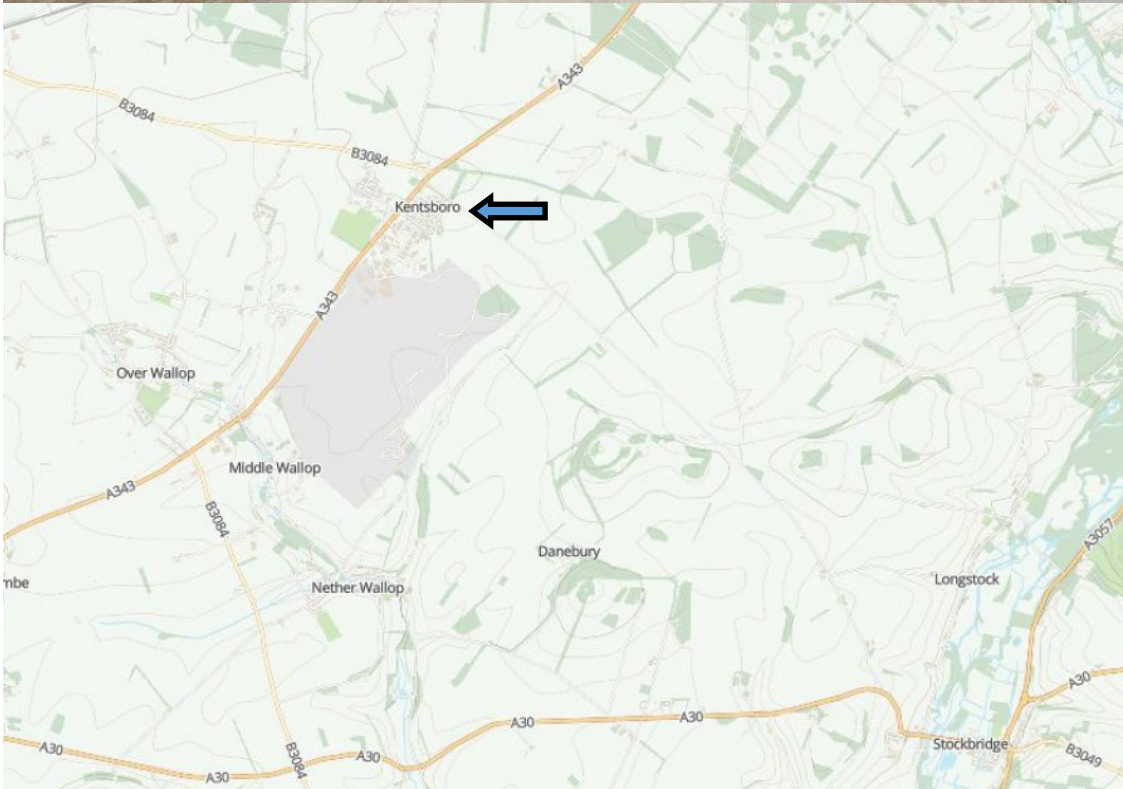 A343
B3084
B3084
Kentsboro
A343
Over Wallop
Middle Wallop
A343
B3084
A3057
Danebury
mbe
Nether Wallop
Longstock
A30
A30
A30
Stockbridge
A30
A30
B3084
B3049
A30